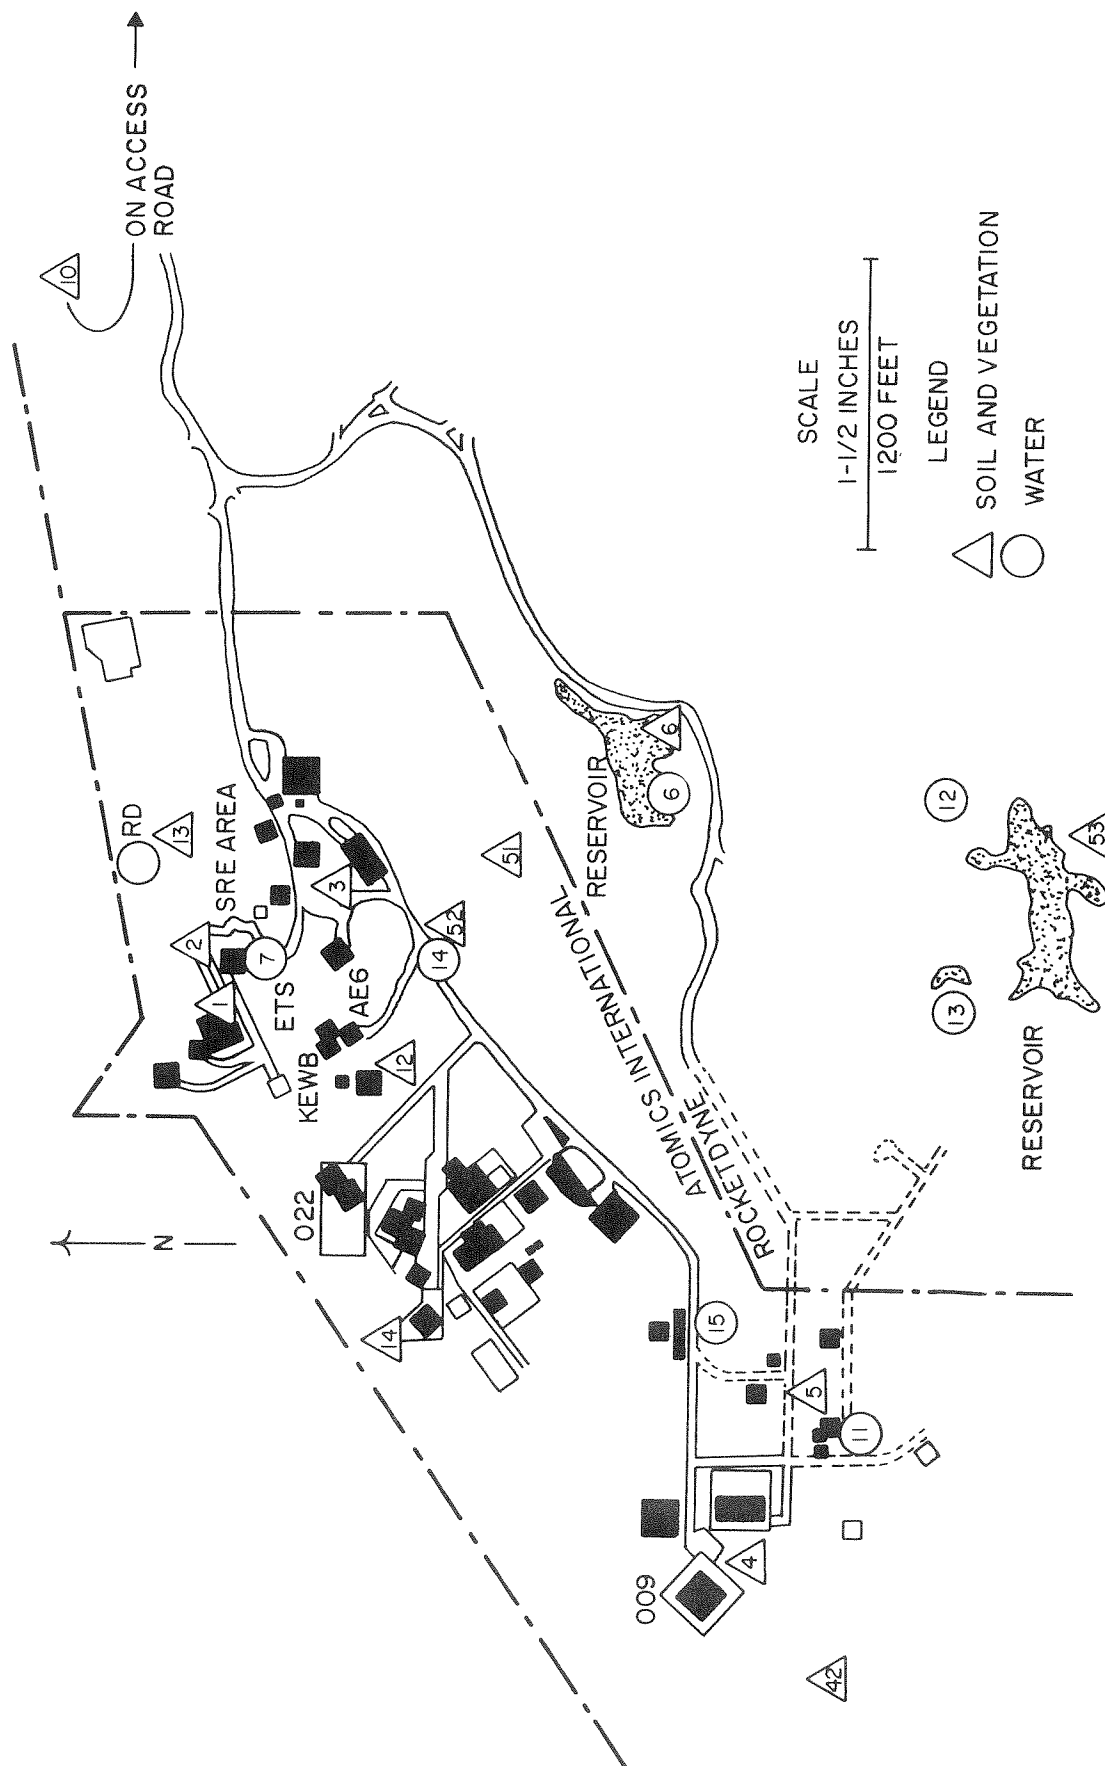 ON ACCESS
ROAD
10
RD
13
SRE AREA
2
7
1
ETS
3
AE6
KEWB
12
52
14
51
022
N
14
ATOMICS INTERNATIONAL
ROCKETDYNE
RESERVOIR
6
6
15
5
11
009
4
42
12
13
53
RESERVOIR
SCALE
1-1/2 INCHES
1200 FEET
LEGEND
SOIL AND VEGETATION
WATER